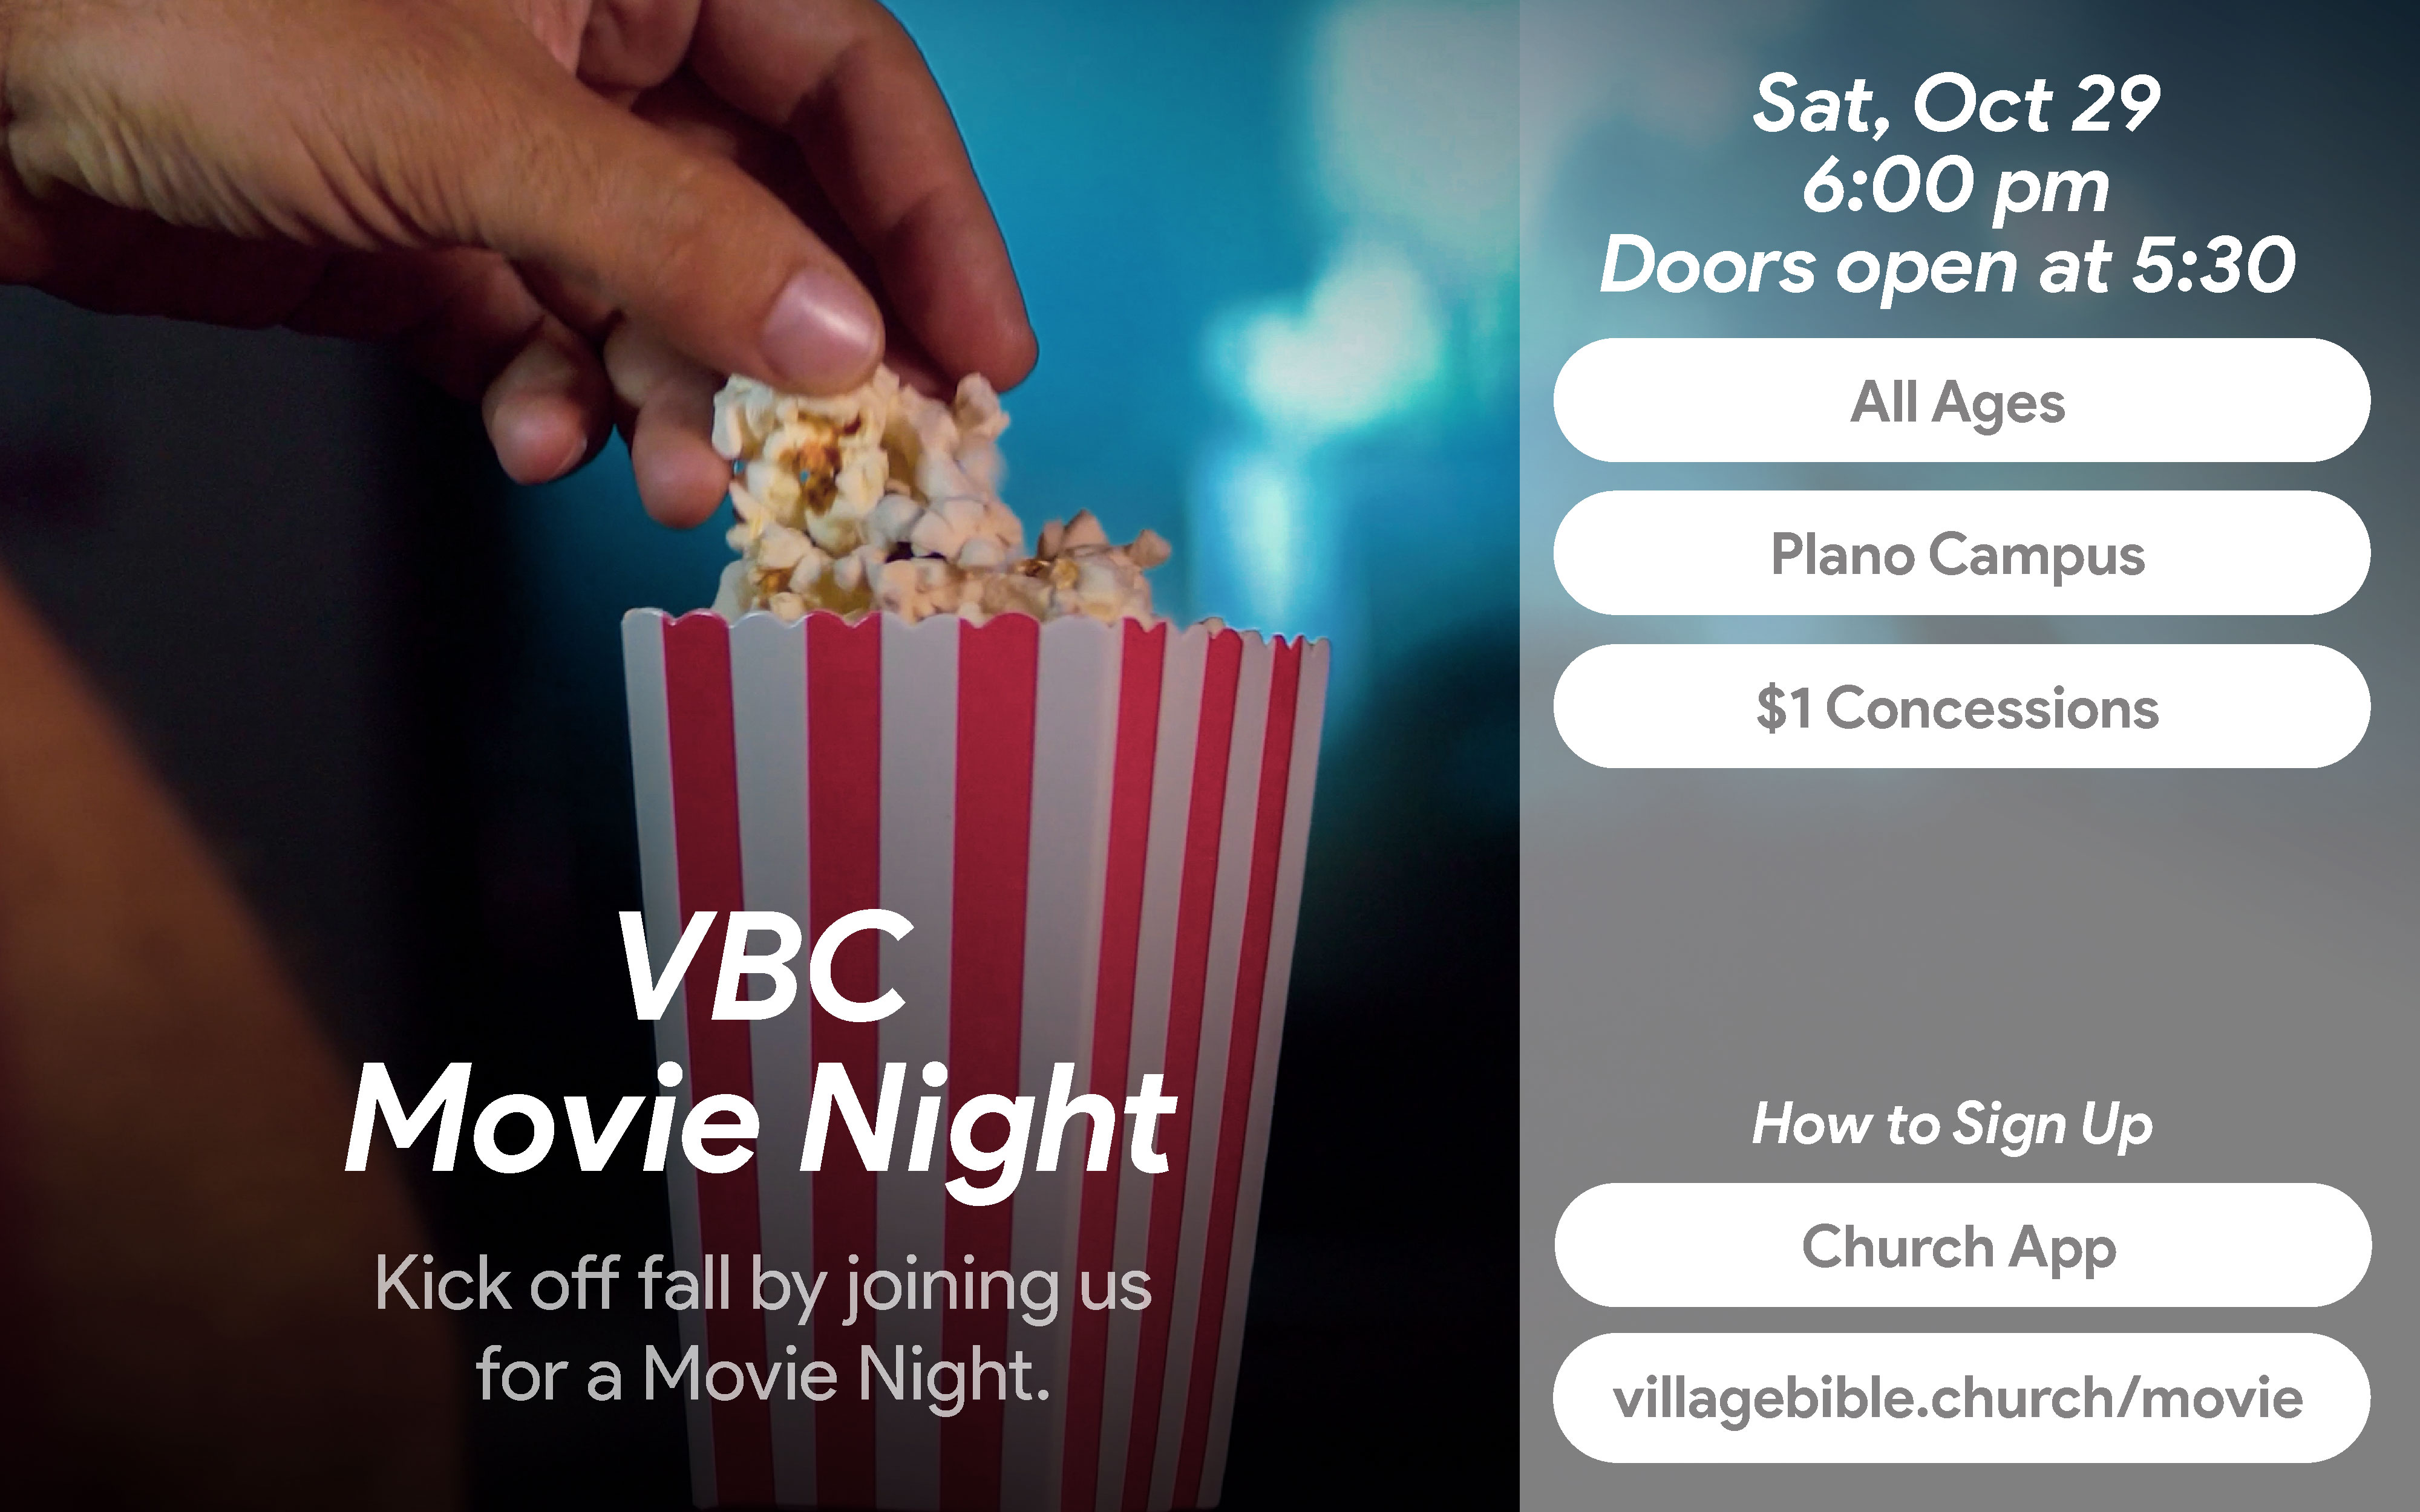 VBC
Movie Night
Kick off fall by joining us
for a Movie Night.
Sat, Oct 29
6:00 pm
Doors open at 5:30
All Ages
Plano Campus
$1 Concessions
How to Sign Up
Church App
villagebible.church/movie